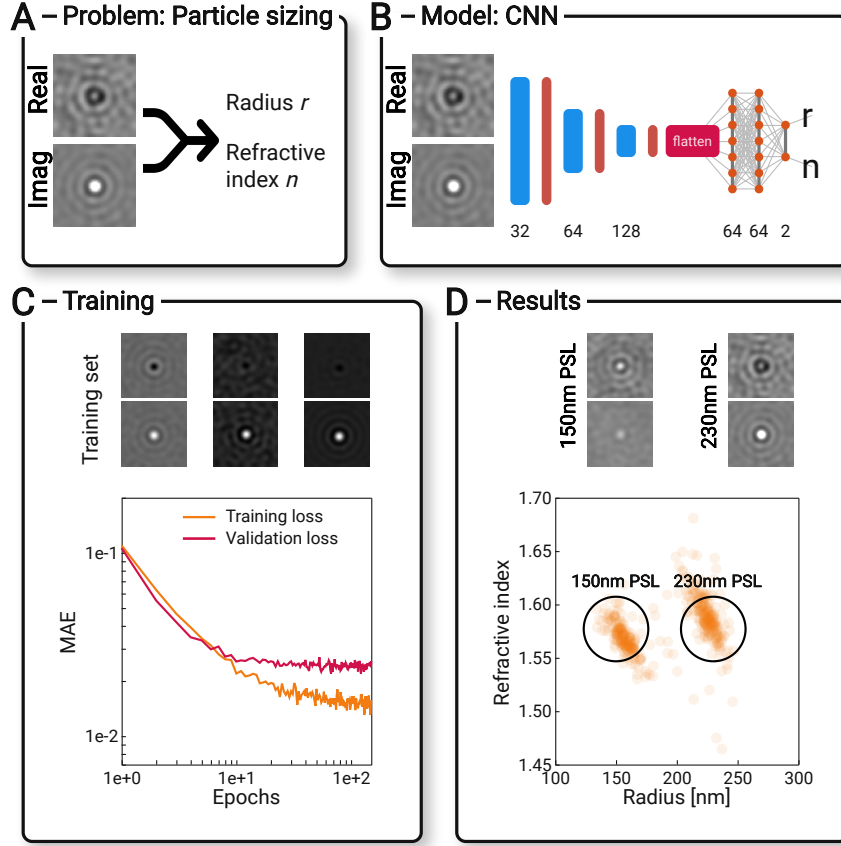 A Problem: Particle sizing
Real
Imag
Radius r
Refractive
index n
B Model: CNN
Real
Imag
flatten
r
n
32 64 128 64 64 2
C Training
Training set
Training loss
Validation loss
MAE
1e-1
1e-2
1e+0 1e+1 1e+2
Epochs
D Results
150nm PSL
230nm PSL
Refractive index
1.70
1.65
1.60
1.55
1.50
1.45
150nm PSL 230nm PSL
100 150 200 250 300
Radius [nm]